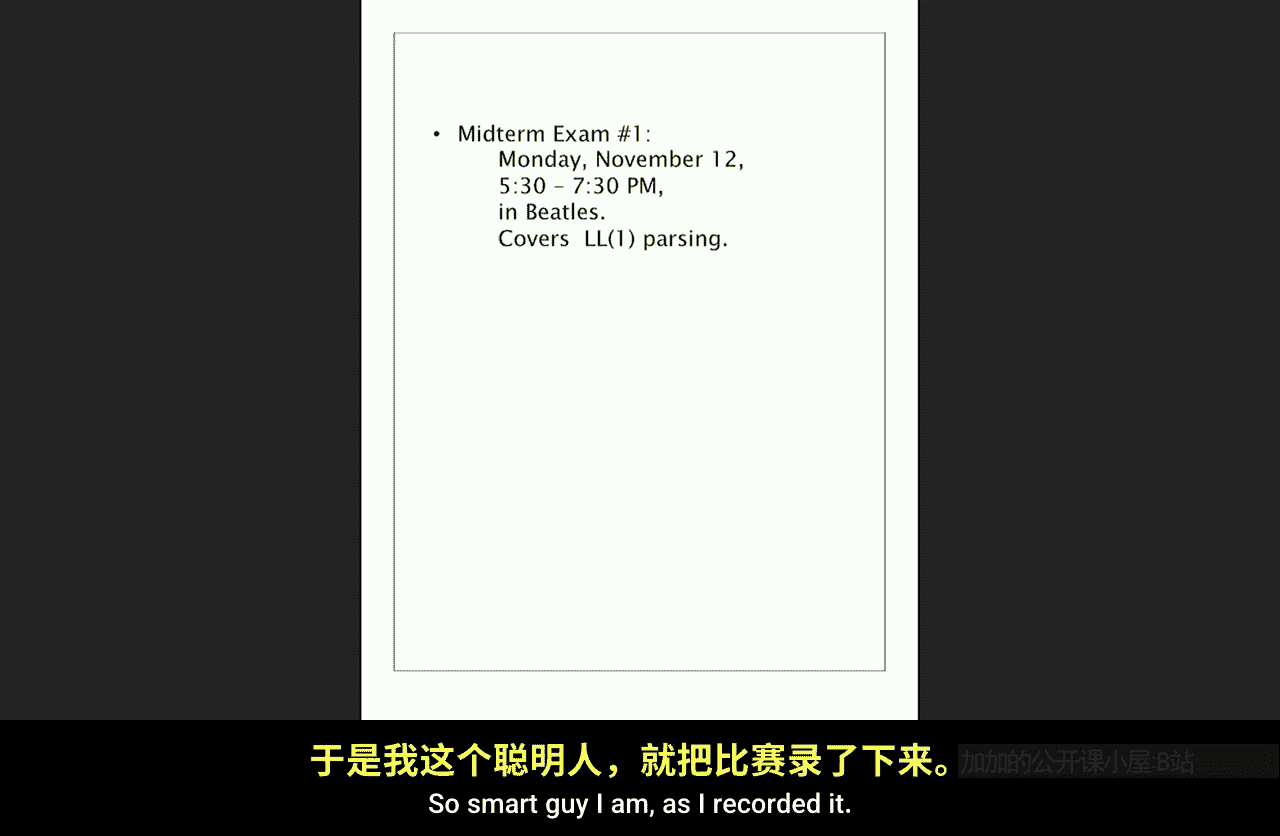 • Midterm Exam #1:
Monday, November 12,
5:30 – 7:30 PM,
in Beatles.
Covers LL(1) parsing.
于是我这个聪明人，就把比赛录了下来。
加加的公开课小屋:B站
So smart guy I am, as I recorded it.